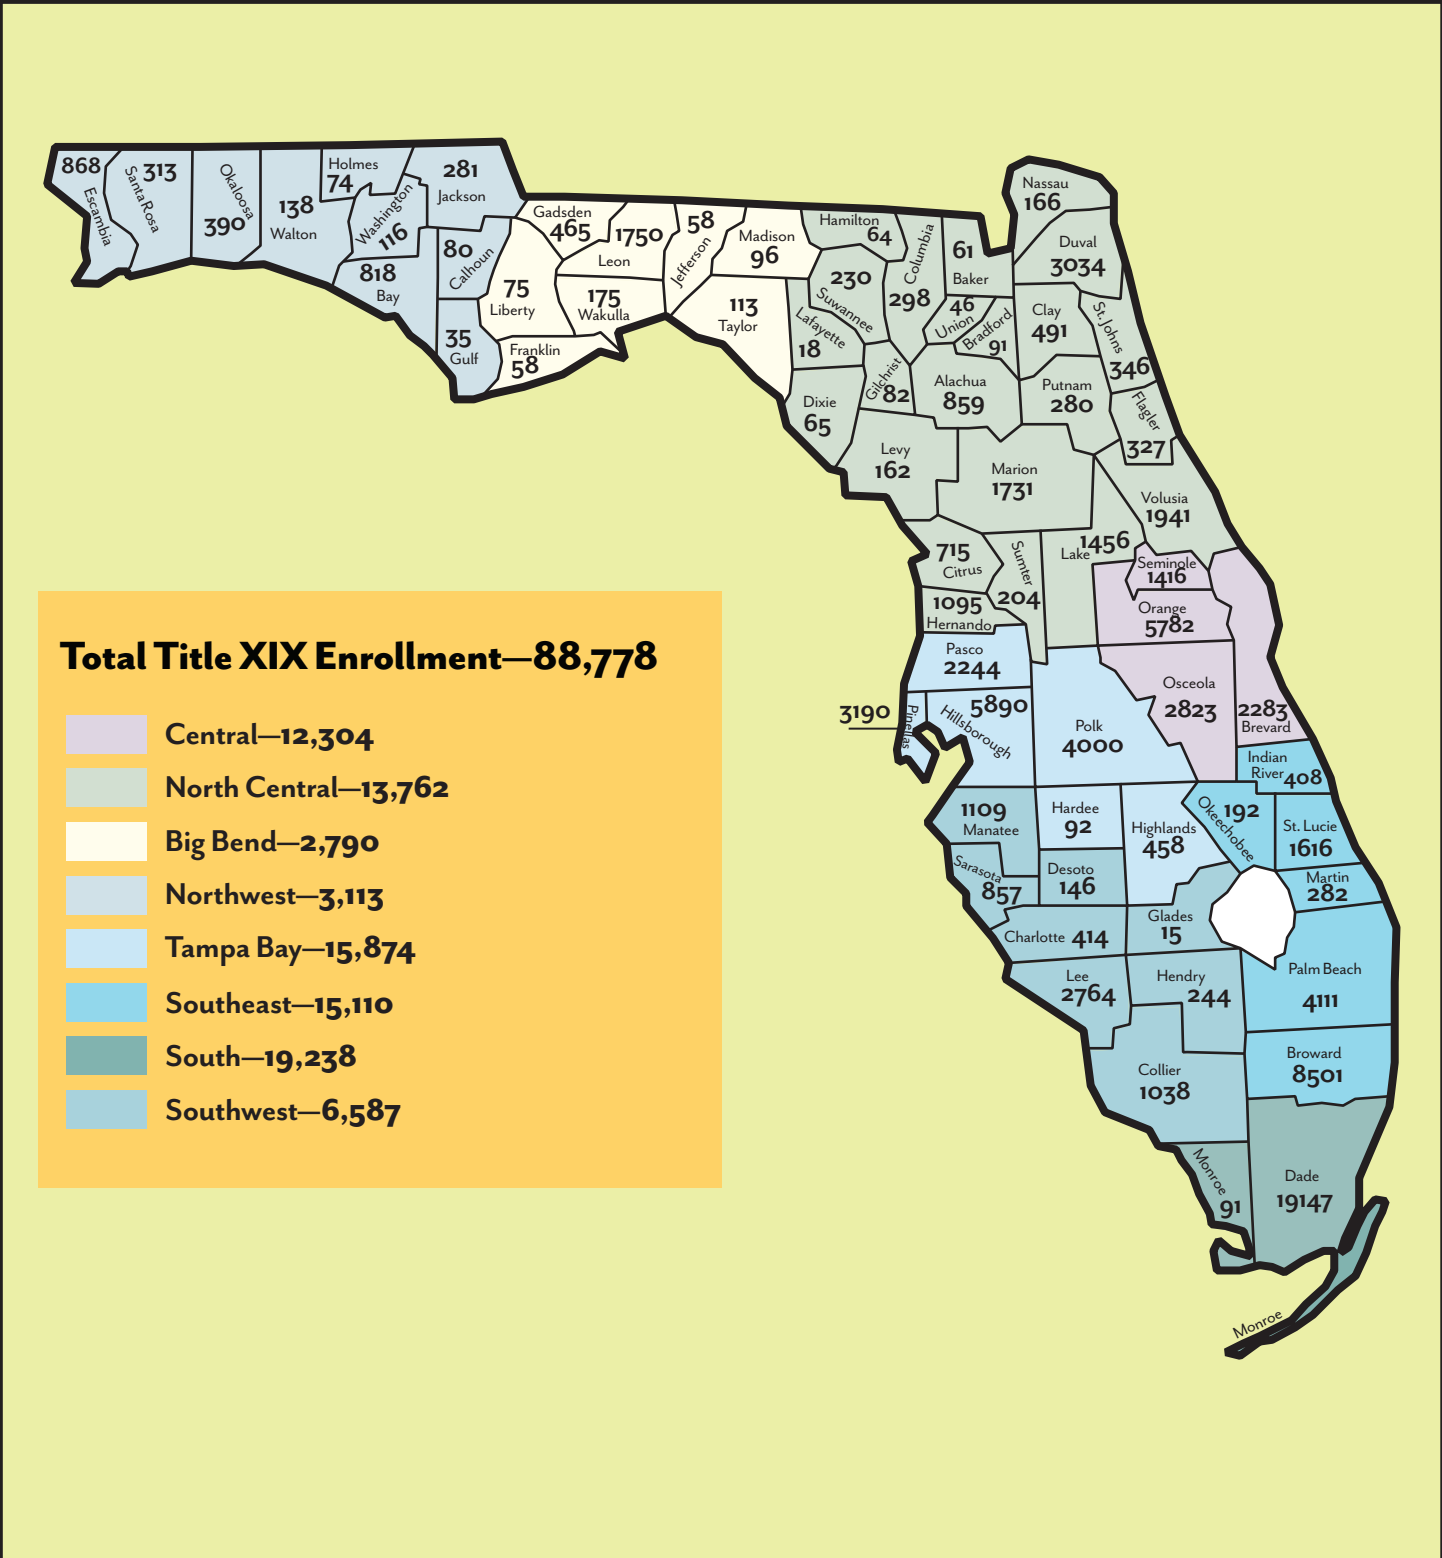 868
Escambia
313
Santa Rosa
Okaloosa
390
138
Walton
Holmes
74
Washington
116
281
Jackson
818
Bay
80
Calhoun
35
Gulf
Gadsden
465
1750
Leon
75
Liberty
175
Wakulla
Franklin
58
58
Jefferson
Madison
96
113
Taylor
Hamilton
64
230
Suwannee
Lafayette
18
Columbia
298
61
Baker
46
Union
Bradford
91
Nassau
166
Duval
3034
Clay
491
St. Johns
346
Dixie
65
Gilchrist
82
Alachua
859
Putnam
280
Flagler
327
Levy
162
Marion
1731
Volusia
1941
715
Citrus
Sumter
204
Lake
1456
Seminole
1416
1095
Hernando
Orange
5782
Pasco
2244
3190
Pinellas
5890
Hillsborough
Polk
4000
Osceola
2823
2283
Brevard
Indian
River 408
1109
Manatee
Hardee
92
Highlands
458
192
Okeechobee
St. Lucie
1616
Sarasota
857
Desoto
146
Martin
282
Charlotte 414
Glades
15
Lee
2764
Hendry
244
Palm Beach
4111
Collier
1038
Broward
8501
Monroe
91
Dade
19147
Monroe
Total Title XIX Enrollment—88,778
Central—12,304
North Central—13,762
Big Bend—2,790
Northwest—3,113
Tampa Bay—15,874
Southeast—15,110
South—19,238
Southwest—6,587